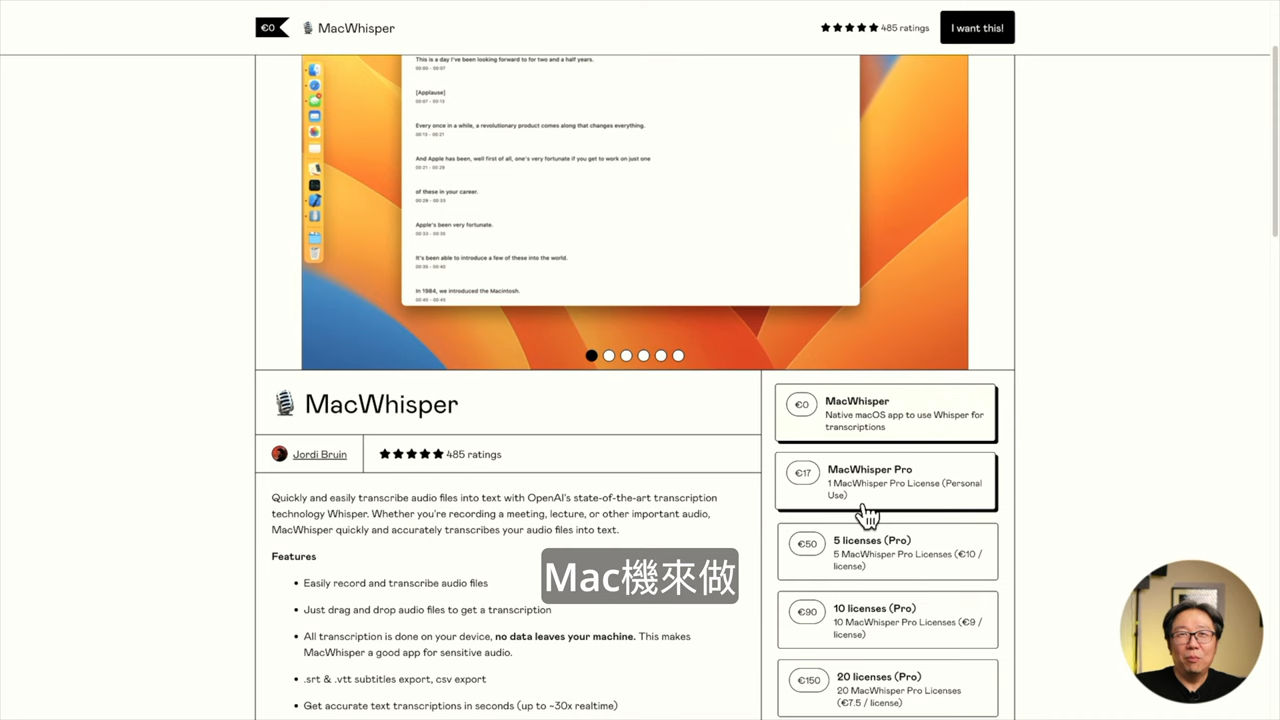 €0
MacWhisper
485 ratings
I want this!
This is a day I've been looking forward to for two and a half years.
00:00 - 00:07
[Applause]
00:07 - 00:13
Every once in a while, a revolutionary product comes along that changes everything.
00:13 - 00:21
And Apple has been, well first of all, one's very fortunate if you get to work on just one
00:21 - 00:29
of these in your career.
00:29 - 00:33
Apple's been very fortunate.
00:33 - 00:35
It's been able to introduce a few of these into the world.
00:35 - 00:40
In 1984, we introduced the Macintosh.
00:40 - 00:45
MacWhisper
Jordi Bruin
485 ratings
Quickly and easily transcribe audio files into text with OpenAI's state-of-the-art transcription
technology Whisper. Whether you're recording a meeting, lecture, or other important audio,
MacWhisper quickly and accurately transcribes your audio files into text.
Features
• Easily record and transcribe audio files
• Just drag and drop audio files to get a transcription
• All transcription is done on your device, no data leaves your machine. This makes
MacWhisper a good app for sensitive audio.
• .srt & .vtt subtitles export, csv export
• Get accurate text transcriptions in seconds (up to ~30x realtime)
€0
MacWhisper
Native macOS app to use Whisper for
transcriptions
€17
MacWhisper Pro
1 MacWhisper Pro License (Personal
Use)
€50
5 licenses (Pro)
5 MacWhisper Pro Licenses (€10 /
license)
€90
10 licenses (Pro)
10 MacWhisper Pro Licenses (€9 /
license)
€150
20 licenses (Pro)
20 MacWhisper Pro Licenses
(€7.5 / license)
Mac機來做